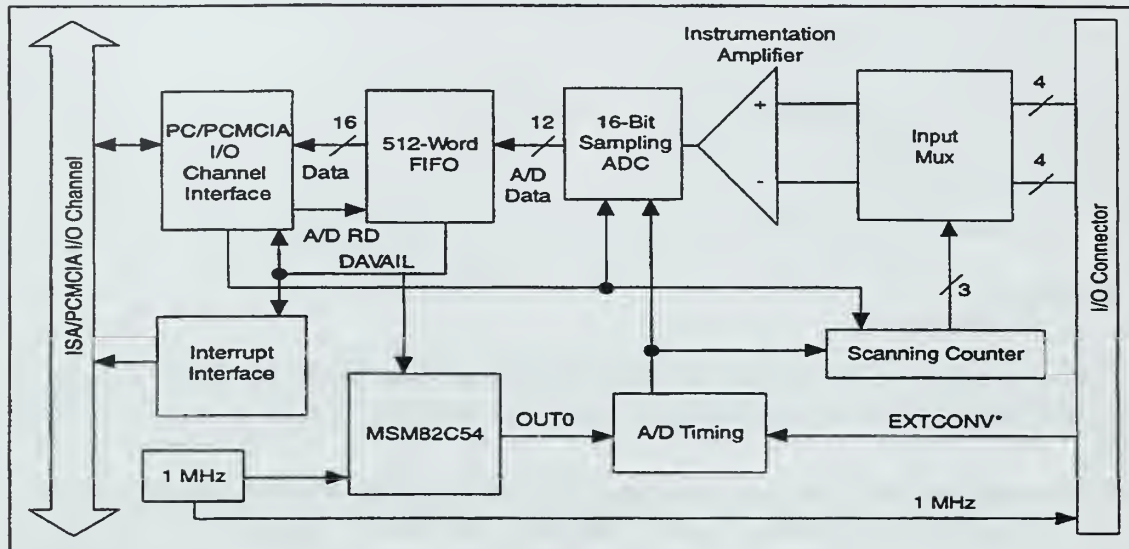 Instrumentation
Amplifier
ISA/PCMCIA I/O Channel
PC/PCMCIA
I/O
Channel
Interface
16
Data
A/D RD
512-Word
FIFO
12
A/D
Data
16-Bit
Sampling
ADC
+
-
Input
Mux
4
4
I/O Connector
DAVAIL
3
Interrupt
Interface
Scanning Counter
MSM82C54
OUT0
A/D Timing
EXTCONV*
1 MHz
1 MHz